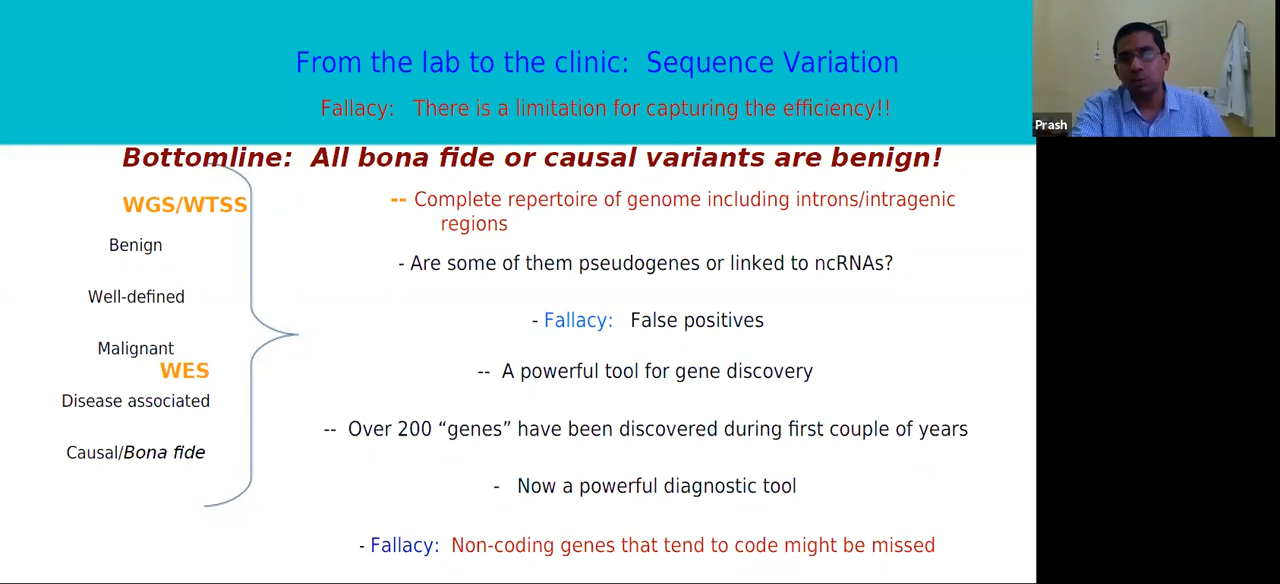 From the lab to the clinic:  Sequence Variation
Fallacy:   There is a limitation for capturing the efficiency!!
Prash
Bottomline:  All bona fide or causal variants are benign!
WGS/WTSS
-- Complete repertoire of genome including introns/intragenic
regions
Benign
- Are some of them pseudogenes or linked to ncRNAs?
Well-defined
- Fallacy:   False positives
Malignant
WES
--  A powerful tool for gene discovery
Disease associated
--  Over 200 “genes” have been discovered during first couple of years
Causal/Bona fide
-   Now a powerful diagnostic tool
- Fallacy:  Non-coding genes that tend to code might be missed